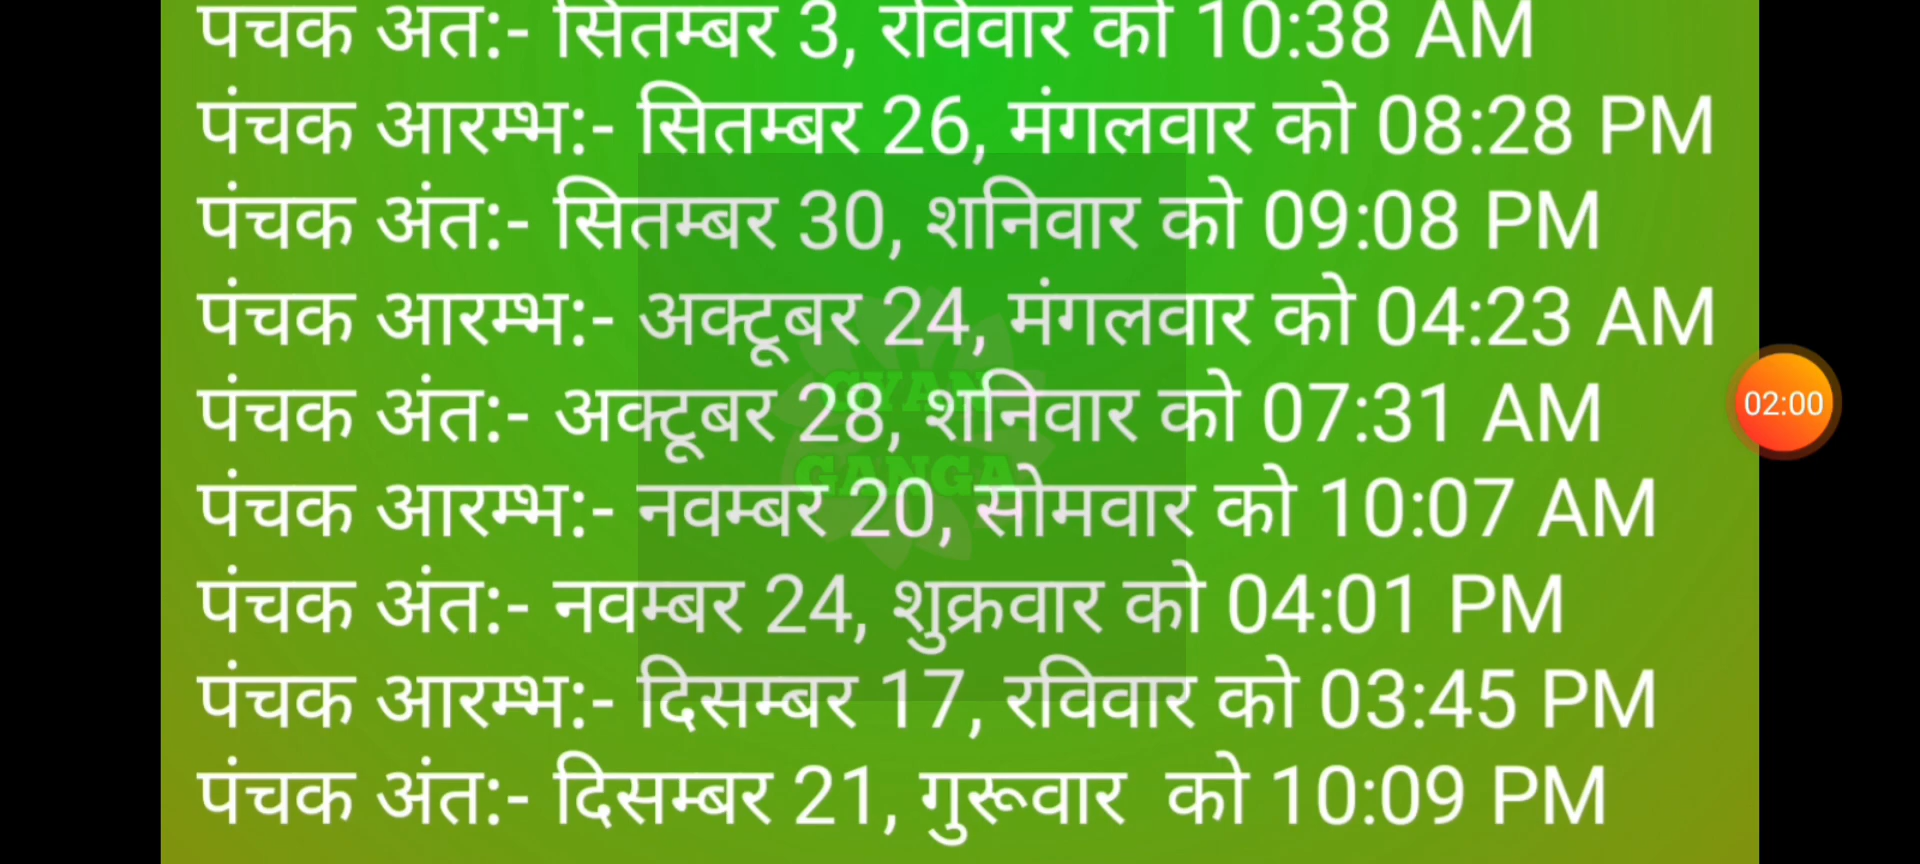 पंचक अंत:- सितम्बर 3, रविवार को 10:38 AM
पंचक आरम्भ:- सितम्बर 26, मंगलवार को 08:28 PM
पंचक अंत:- सितम्बर 30, शनिवार को 09:08 PM
पंचक आरम्भ:- अक्टूबर 24, मंगलवार को 04:23 AM
पंचक अंत:- अक्टूबर 28, शनिवार को 07:31 AM
पंचक आरम्भ:- नवम्बर 20, सोमवार को 10:07 AM
पंचक अंत:- नवम्बर 24, शुक्रवार को 04:01 PM
पंचक आरम्भ:- दिसम्बर 17, रविवार को 03:45 PM
पंचक अंत:- दिसम्बर 21, गुरूवार को 10:09 PM
GYAN
GANGA
02:00